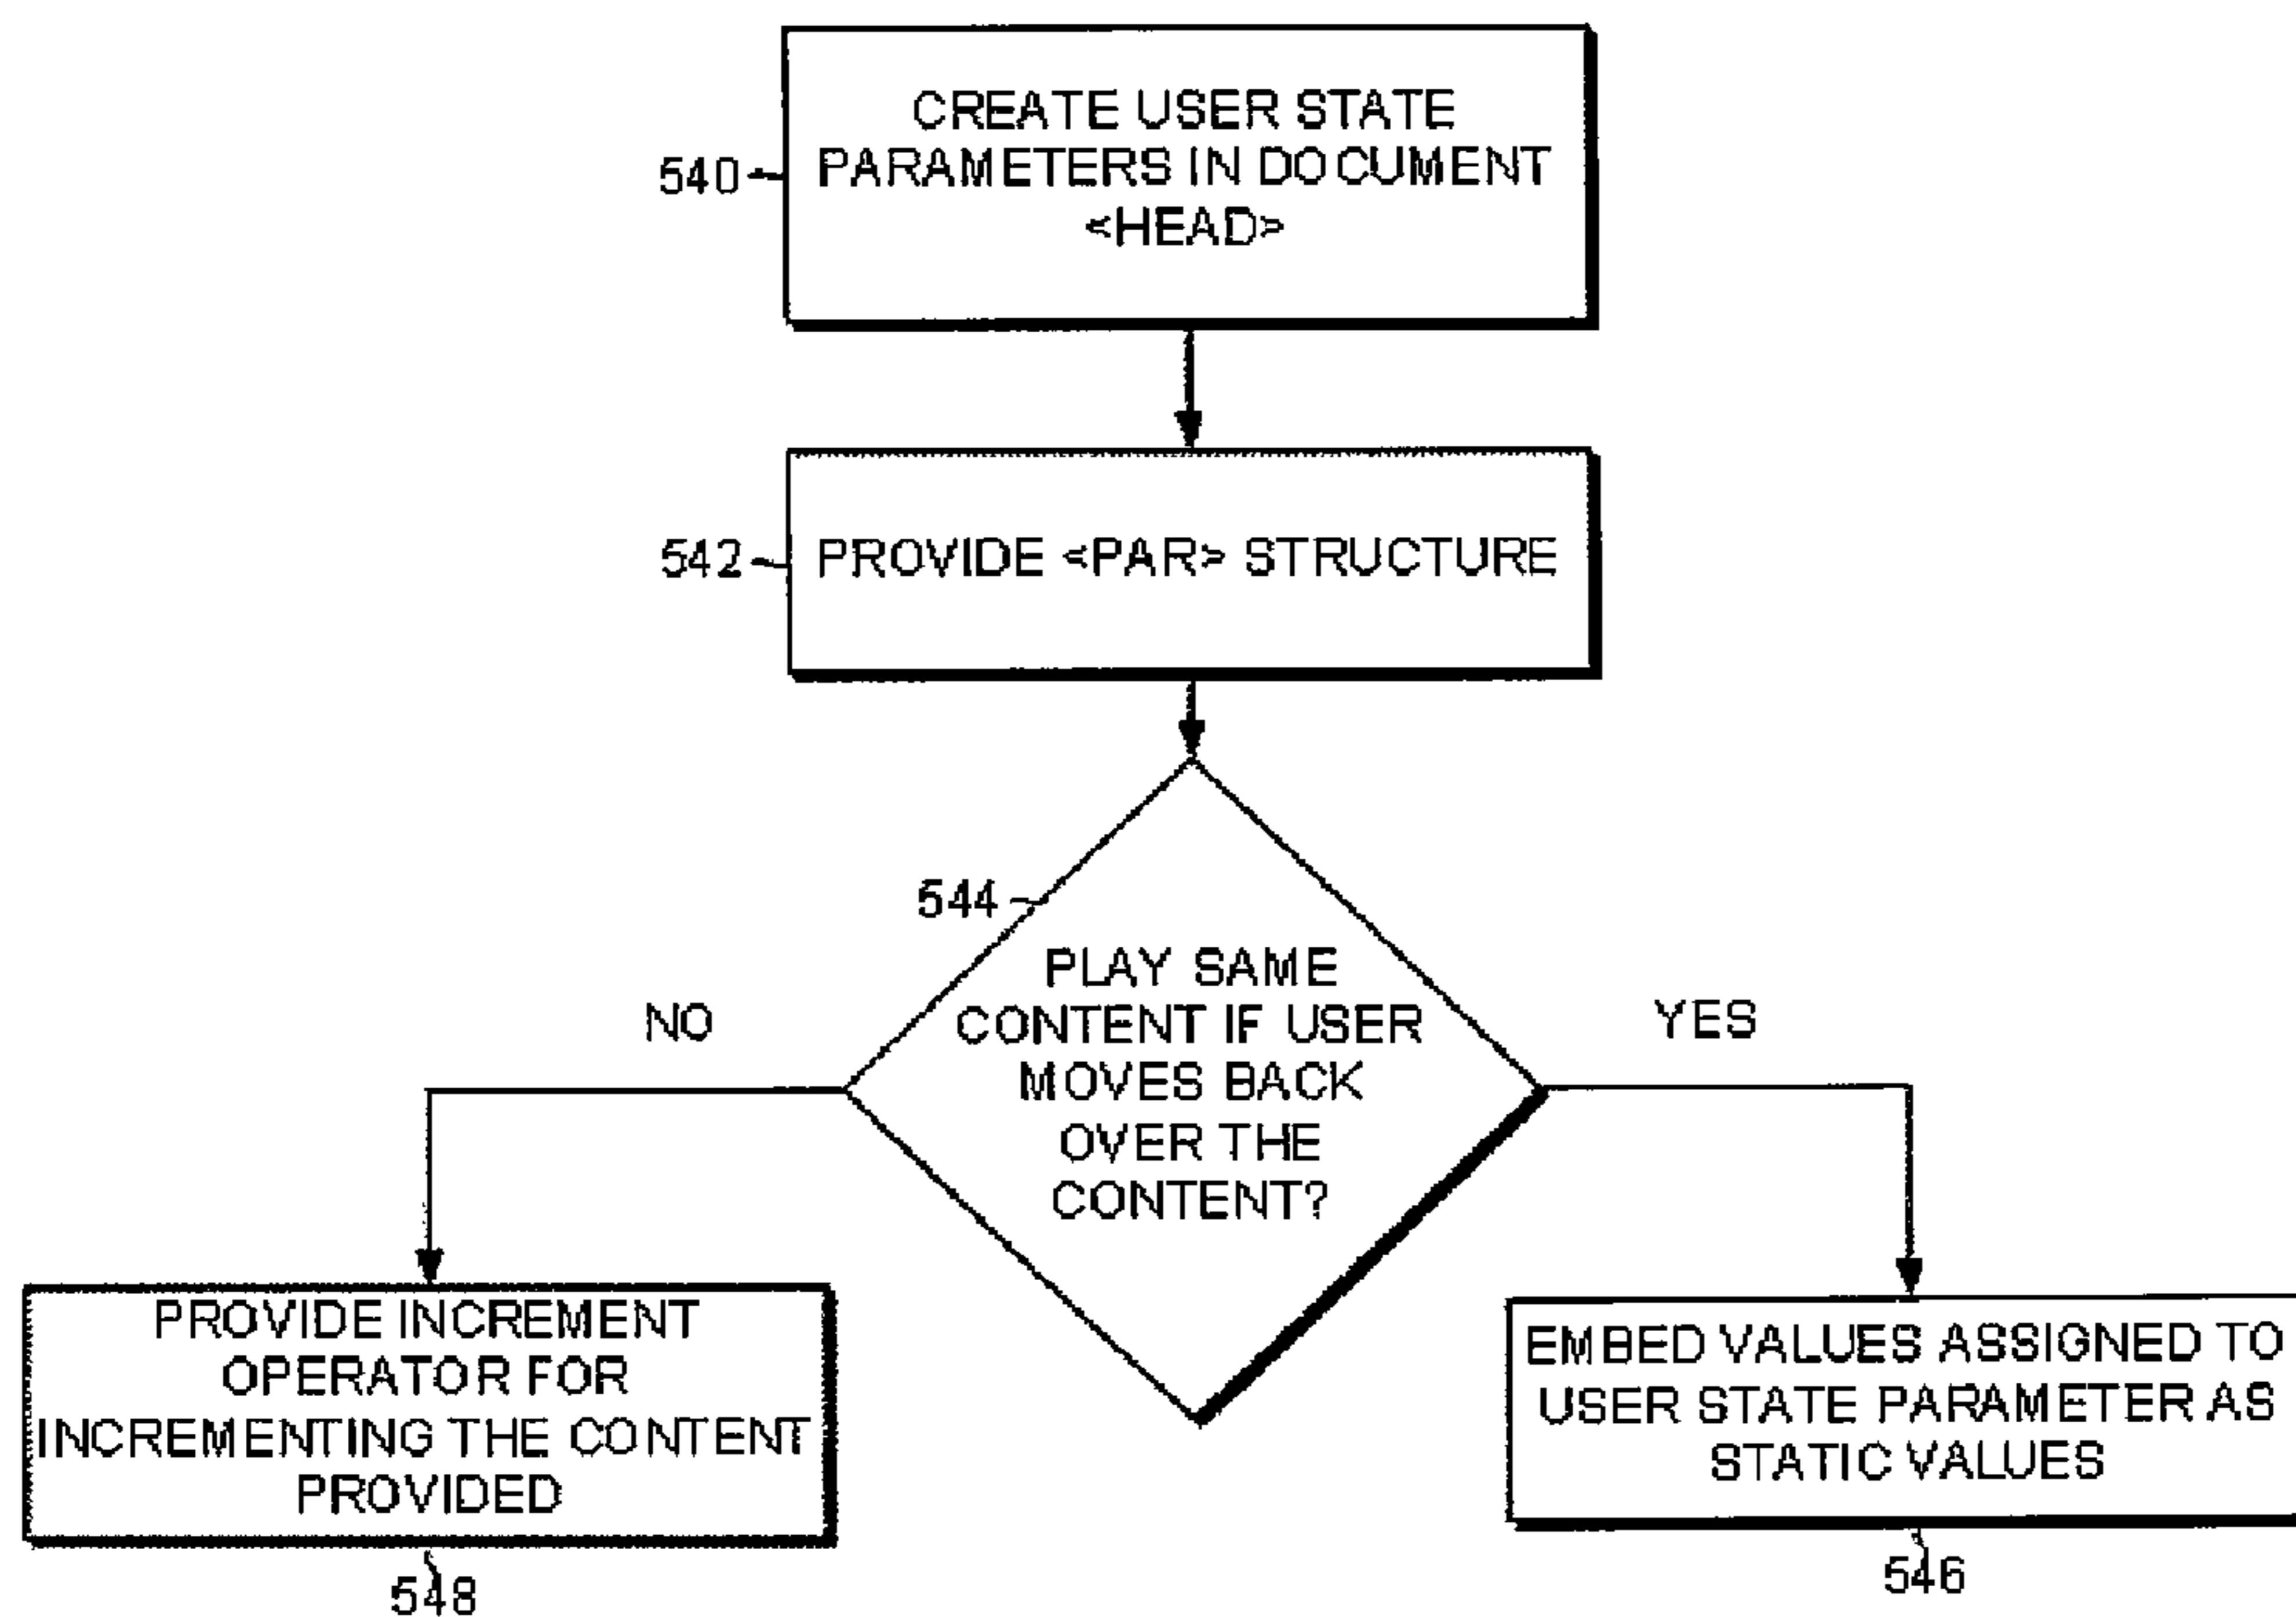 CREATE USER STATE
PARAMETERS IN DOCUMENT
<HEAD>
540
542
PROVIDE <PAR> STRUCTURE
544
PLAY SAME
CONTENT IF USER
MOVES BACK
OVER THE
CONTENT?
NO
YES
PROVIDE INCREMENT
OPERATOR FOR
INCREMENTING THE CONTENT
PROVIDED
548
EMBED VALUES ASSIGNED TO
USER STATE PARAMETER AS
STATIC VALUES
546